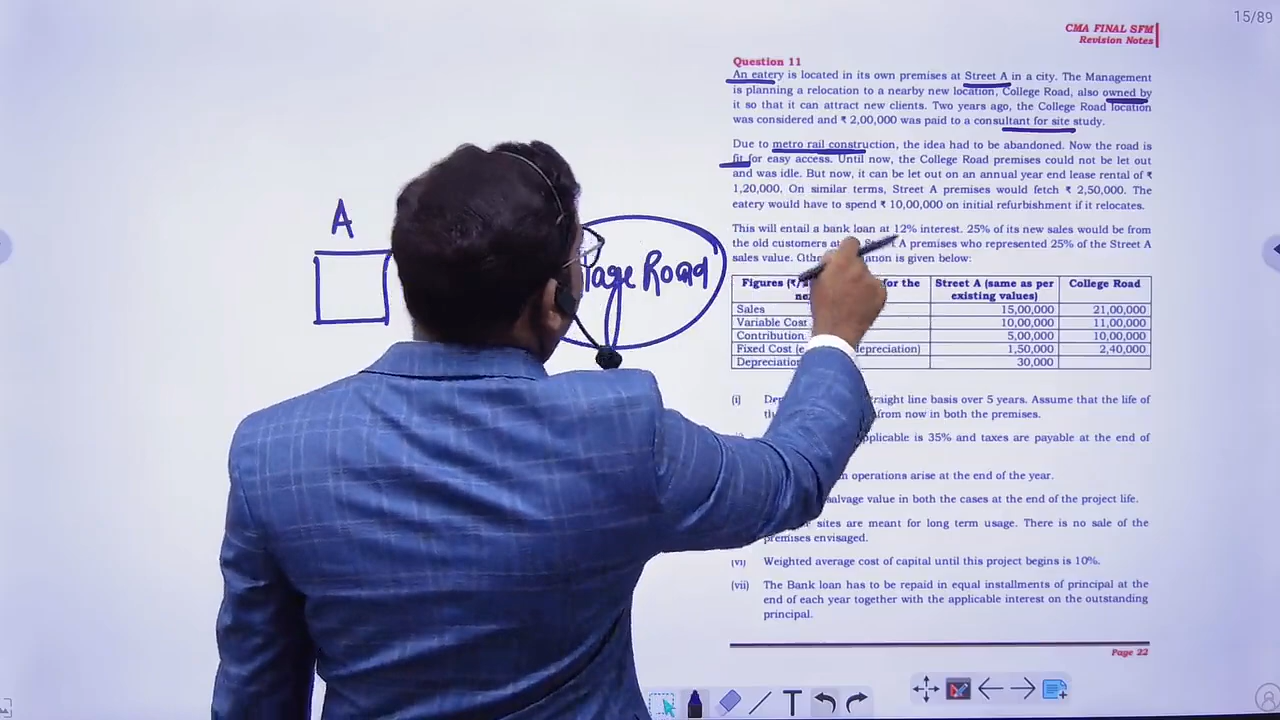 15/89
CMA FINAL SFM
Revision Notes
Question 11
An eatery is located in its own premises at Street A in a city. The Management
is planning a relocation to a nearby new location, College Road, also owned by
it so that it can attract new clients. Two years ago, the College Road location
was considered and ₹ 2,00,000 was paid to a consultant for site study.
Due to metro rail construction, the idea had to be abandoned. Now the road is
fit for easy access. Until now, the College Road premises could not be let out
and was idle. But now, it can be let out on an annual year end lease rental of ₹
1,20,000. On similar terms, Street A premises would fetch ₹ 2,50,000. The
eatery would have to spend ₹ 10,00,000 on initial refurbishment if it relocates.
This will entail a bank loan at 12% interest. 25% of its new sales would be from
the old customers at A premises who represented 25% of the Street A
sales value. is given below:
Figures for the Street A (same as per existing values) College Road
Sales 15,00,000 21,00,000
Variable Cost 10,00,000 11,00,000
Contribution 5,00,000 10,00,000
Fixed Cost depreciation) 1,50,000 2,40,000
30,000
(i) straight line basis over 5 years. Assume that the life of
from now in both the premises.
applicable is 35% and taxes are payable at the end of
operations arise at the end of the year.
salvage value in both the cases at the end of the project life.
sites are meant for long term usage. There is no sale of the
premises envisaged.
(vi) Weighted average cost of capital until this project begins is 10%.
(vii) The Bank loan has to be repaid in equal installments of principal at the
end of each year together with the applicable interest on the outstanding
principal.
Page 22
A
Road
T